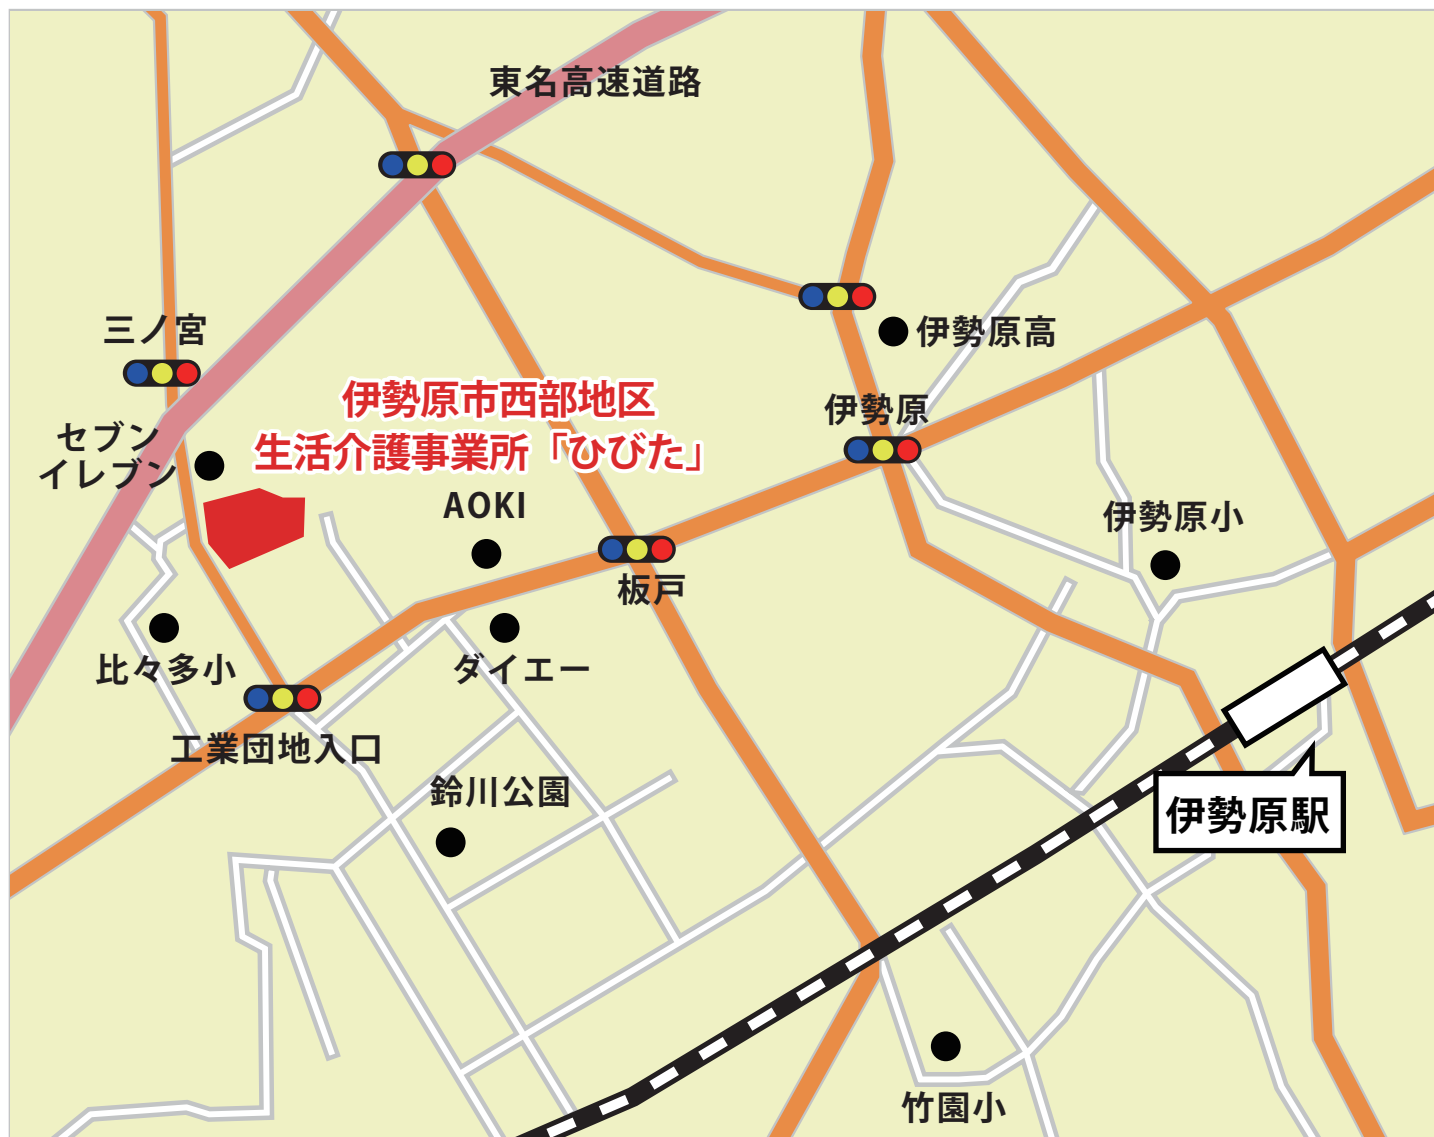 東名高速道路
三ノ宮
伊勢原高
伊勢原市西部地区
生活介護事業所「ひびた」
伊勢原
セブン
イレブン
AOKI
伊勢原小
板戸
比々多小
ダイエー
工業団地入口
鈴川公園
伊勢原駅
竹園小